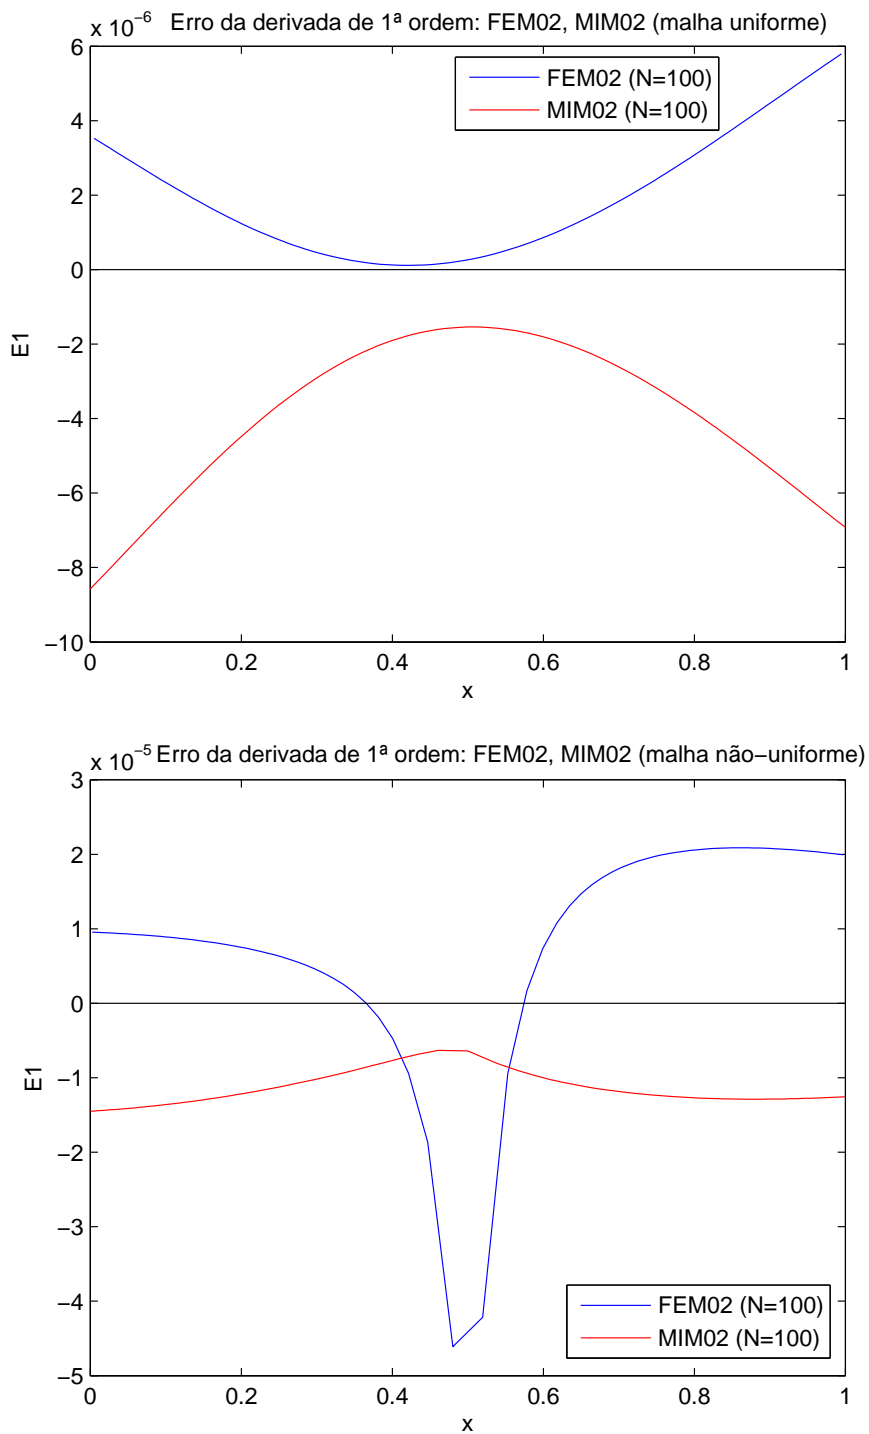 x 10−6 Erro da derivada de 1ª ordem: FEM02, MIM02 (malha uniforme)
6
4
2
0
−2
−4
−6
−8
−10
E1
FEM02 (N=100)
MIM02 (N=100)
0 0.2 0.4 0.6 0.8 1
x
x 10−5 Erro da derivada de 1ª ordem: FEM02, MIM02 (malha não−uniforme)
3
2
1
0
−1
−2
−3
−4
−5
E1
FEM02 (N=100)
MIM02 (N=100)
0 0.2 0.4 0.6 0.8 1
x